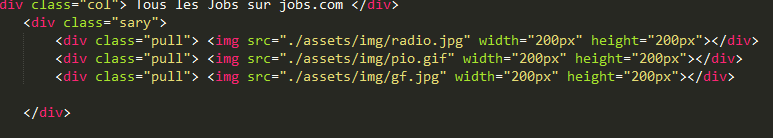 div class="col"> Tous les Jobs sur jobs.com </div>
<div class="sary">
<div class="pull"> <img src="./assets/img/radio.jpg" width="200px" height="200px"></div>
<div class="pull"> <img src="./assets/img/pio.gif" width="200px" height="200px"></div>
<div class="pull"> <img src="./assets/img/gf.jpg" width="200px" height="200px"></div>
</div>